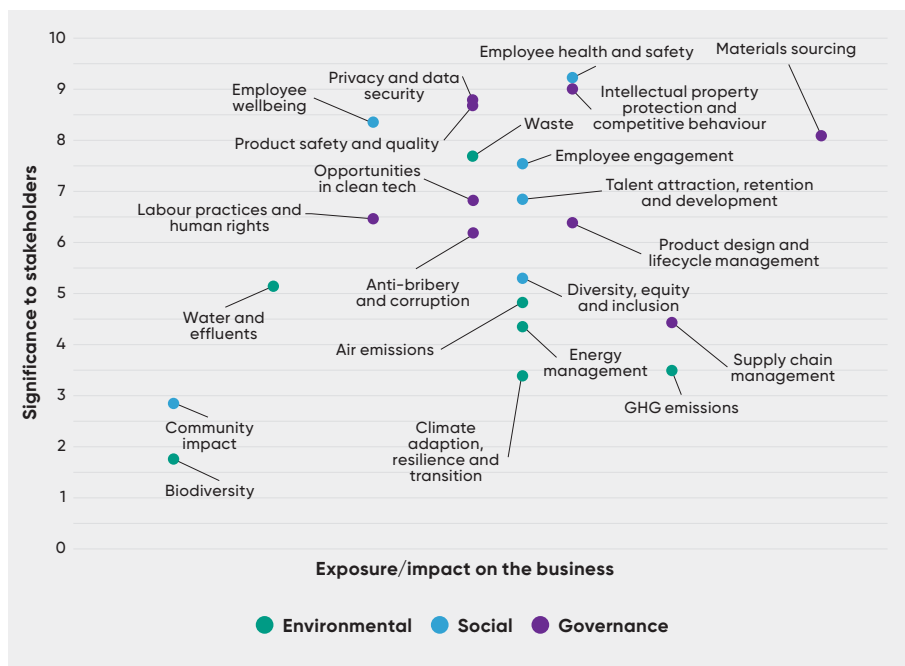 10
9
8
7
6
5
4
3
2
1
0
Significance to stakeholders
Employee health and safety
Materials sourcing
Privacy and data
security
Employee
wellbeing
Intellectual property
protection and
competitive behaviour
Waste
Product safety and quality
Employee engagement
Opportunities
in clean tech
Talent attraction, retention
and development
Labour practices and
human rights
Product design and
lifecycle management
Anti-bribery
and corruption
Diversity, equity
and inclusion
Water and
effluents
Air emissions
Energy
management
Supply chain
management
GHG emissions
Community
impact
Climate
adaption,
resilience and
transition
Biodiversity
Exposure/impact on the business
Environmental
Social
Governance